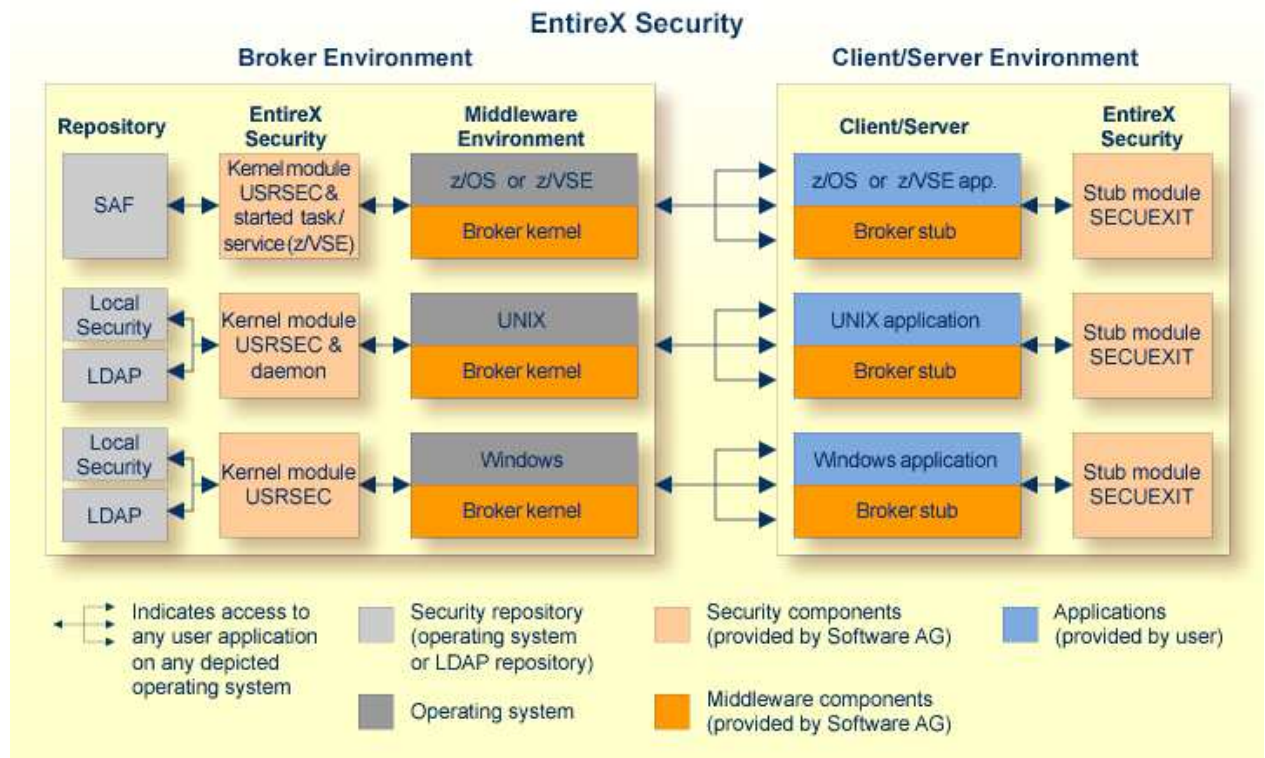 EntireX Security
Broker Environment
Client/Server Environment
Repository
EntireX
Security
Middleware
Environment
Client/Server
EntireX
Security
SAF
Kernel module
USRSEC &
started task/
service (z/VSE)
z/OS or z/VSE
Broker kernel
z/OS or z/VSE app.
Broker stub
Stub module
SECUEXIT
Local
Security
LDAP
Kernel module
USRSEC &
daemon
UNIX
Broker kernel
UNIX application
Broker stub
Stub module
SECUEXIT
Local
Security
LDAP
Kernel module
USRSEC
Windows
Broker kernel
Windows application
Broker stub
Stub module
SECUEXIT
Indicates access to
any user application
on any depicted
operating system
Security repository
(operating system
or LDAP repository)
Operating system
Security components
(provided by Software AG)
Middleware components
(provided by Software AG)
Applications
(provided by user)